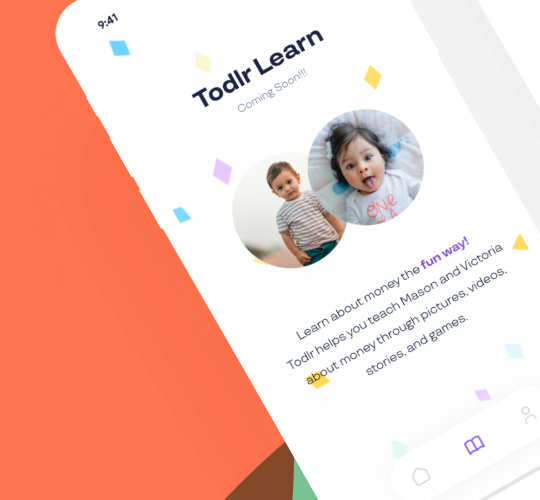 9:41
Todlr Learn
Coming Soon!!!
Learn about money the fun way!
Todlr helps you teach Mason and Victoria
about money through pictures, videos,
stories, and games.